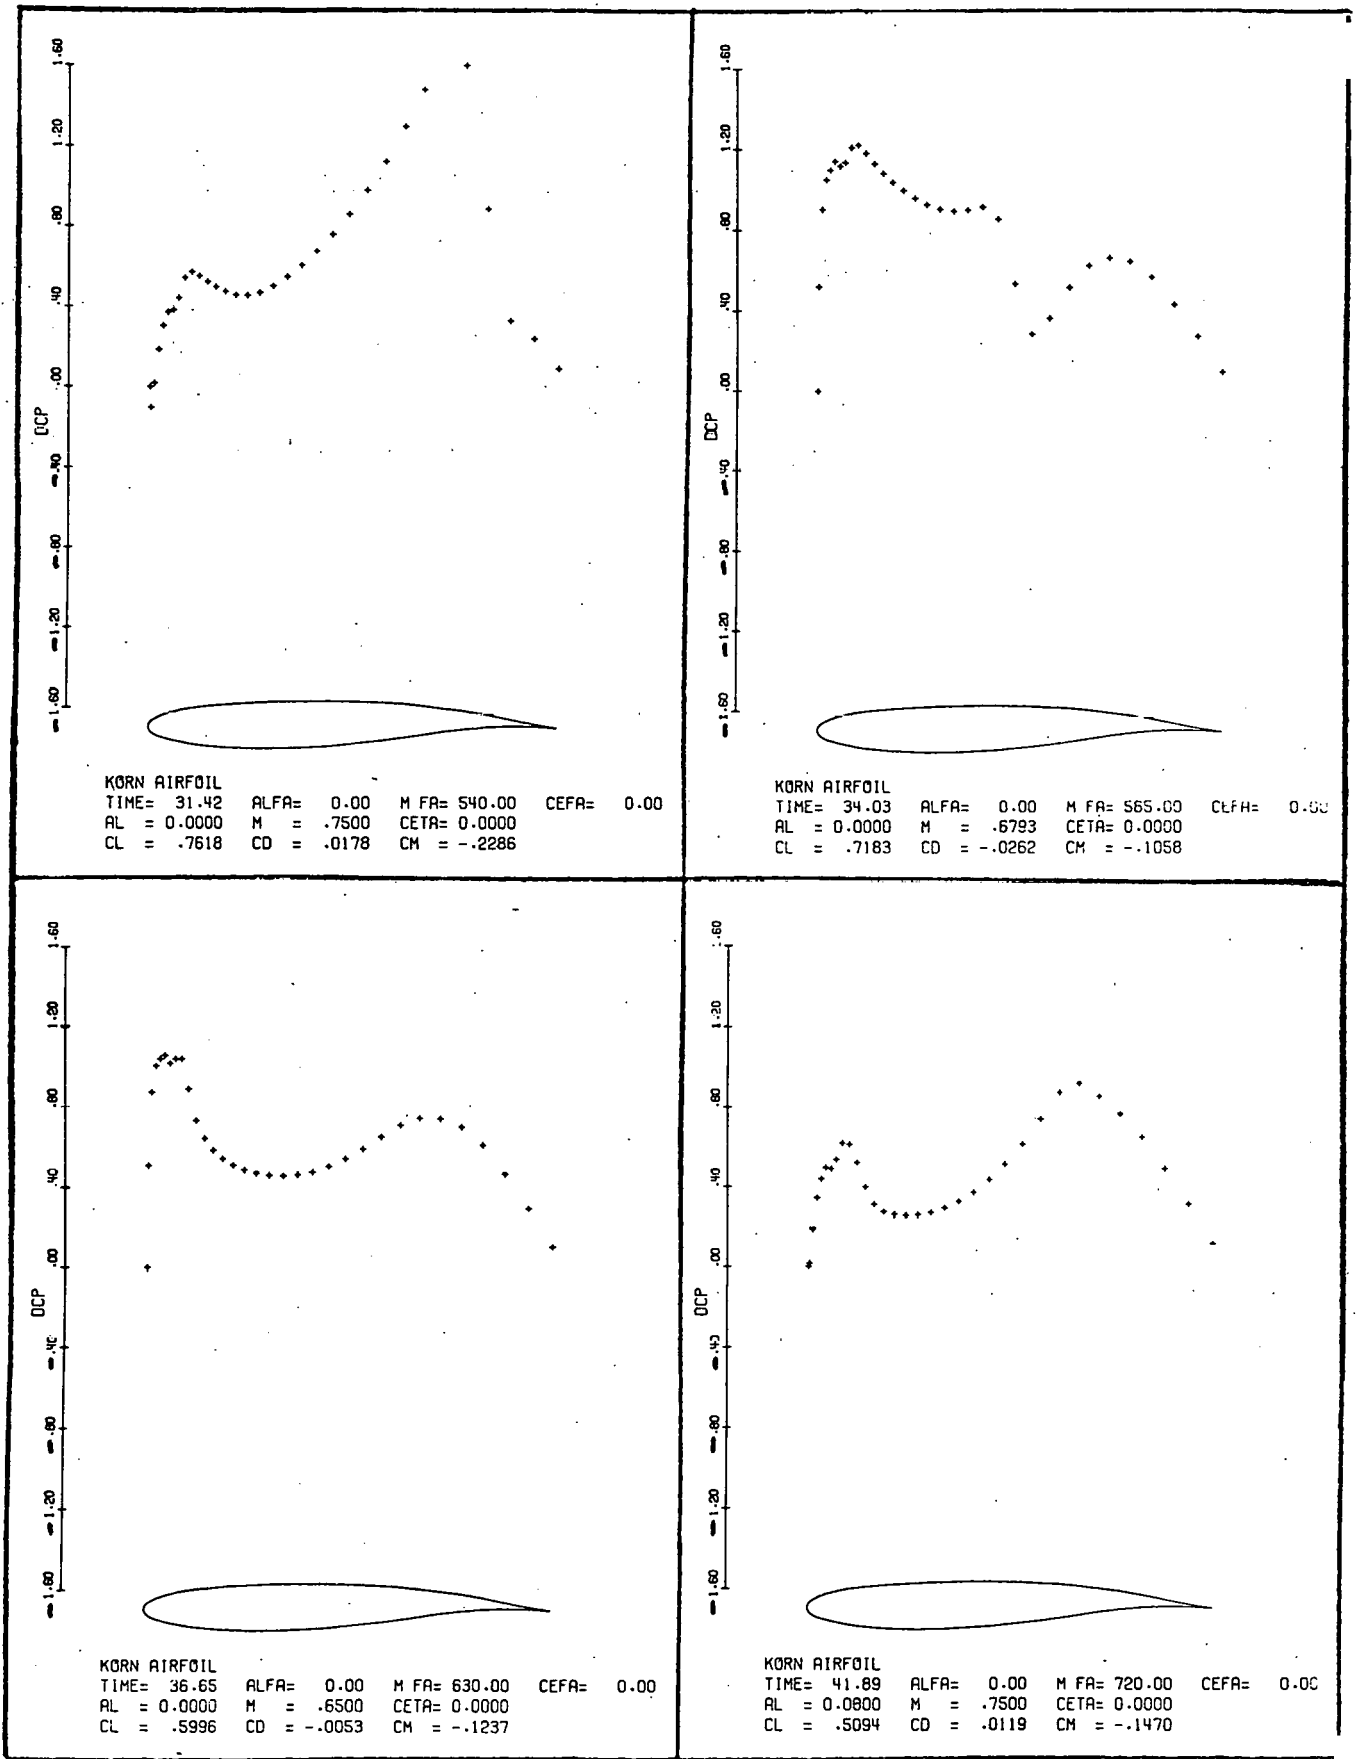 1.60
1.20
.80
.40
.00
-.40
-.80
-1.20
-1.60
DCP
KORN AIRFOIL
TIME= 31.42 ALFA= 0.00 M FA= 540.00 CEFA= 0.00
AL = 0.0000 M = .7500 CETA= 0.0000
CL = .7618 CD = .0178 CM = -.2286
1.60
1.20
.80
.40
.00
-.40
-.80
-1.20
-1.60
DCP
KORN AIRFOIL
TIME= 34.03 ALFA= 0.00 M FA= 565.00 CEFA= 0.00
AL = 0.0000 M = .6793 CETA= 0.0000
CL = .7183 CD = -.0262 CM = -.1058
1.60
1.20
.80
.40
.00
-.40
-.80
-1.20
-1.60
DCP
KORN AIRFOIL
TIME= 36.65 ALFA= 0.00 M FA= 630.00 CEFA= 0.00
AL = 0.0000 M = .6500 CETA= 0.0000
CL = .5996 CD = -.0053 CM = -.1237
1.60
1.20
.80
.40
.00
-.40
-.80
-1.20
-1.60
DCP
KORN AIRFOIL
TIME= 41.89 ALFA= 0.00 M FA= 720.00 CEFA= 0.00
AL = 0.0000 M = .7500 CETA= 0.0000
CL = .5094 CD = .0119 CM = -.1470